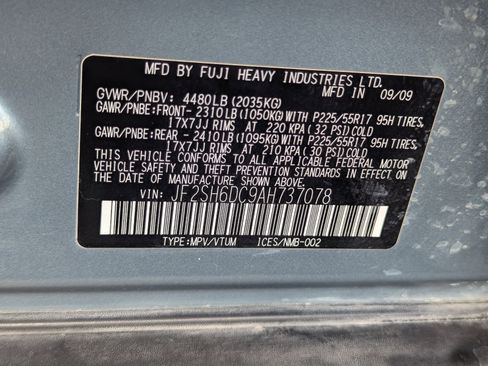 MFD BY FUJI HEAVY INDUSTRIES LTD.
MFD IN 09/09
GVWR/PNBV: 4480LB (2035KG)
GAWR/PNBE:FRONT- 2310LB (1050KG) WITH P225/55R17 95H TIRES,
17X7JJ RIMS AT 220 KPA (32 PSI) COLD
GAWR/PNBE:REAR - 2410LB (1095KG) WITH P225/55R17 95H TIRES,
17X7JJ RIMS AT 210 KPA (30 PSI) COLD
THIS VEHICLE CONFORMS TO ALL APPLICABLE FEDERAL MOTOR
VEHICLE SAFETY STANDARDS IN EFFECT ON THE DATE OF
MANUFACTURE SHOWN ABOVE.
VIN: JF2SH6DC9AH737078
TYPE:MPV/VTUM ICES/NMB-002